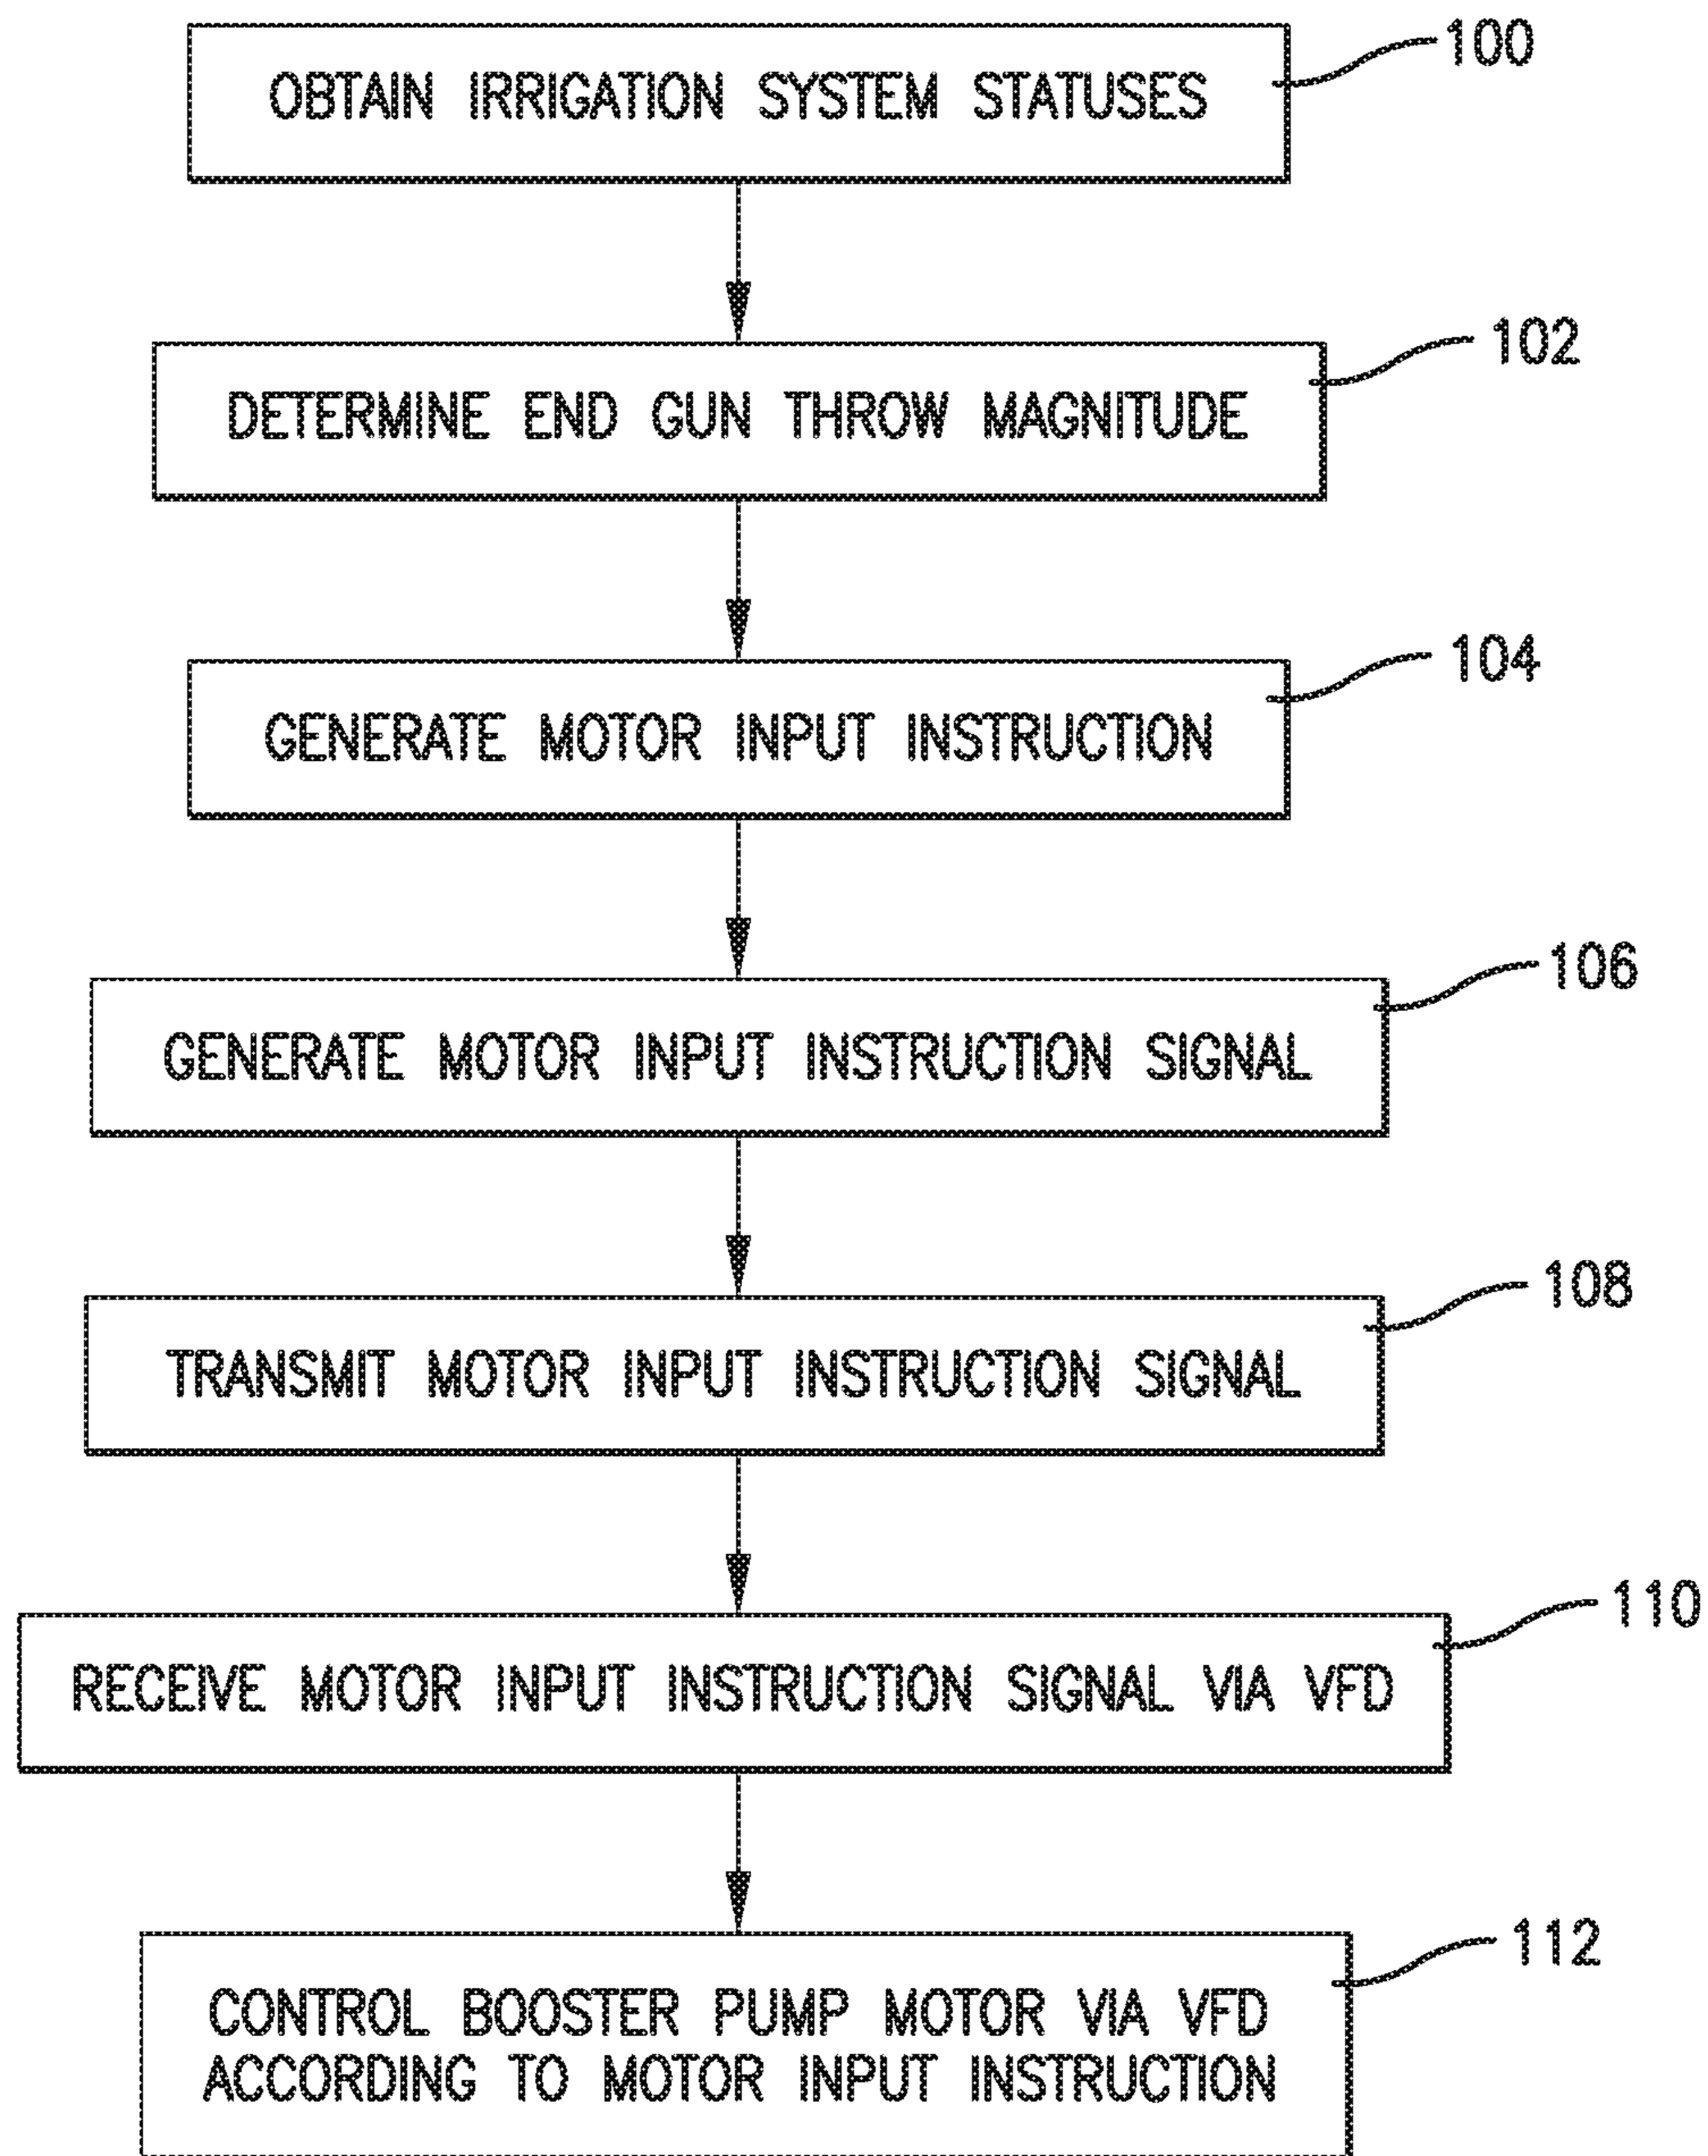 OBTAIN IRRIGATION SYSTEM STATUSES
100
DETERMINE END GUN THROW MAGNITUDE
102
GENERATE MOTOR INPUT INSTRUCTION
104
GENERATE MOTOR INPUT INSTRUCTION SIGNAL
106
TRANSMIT MOTOR INPUT INSTRUCTION SIGNAL
108
RECEIVE MOTOR INPUT INSTRUCTION SIGNAL VIA VFD
110
CONTROL BOOSTER PUMP MOTOR VIA VFD
ACCORDING TO MOTOR INPUT INSTRUCTION
112